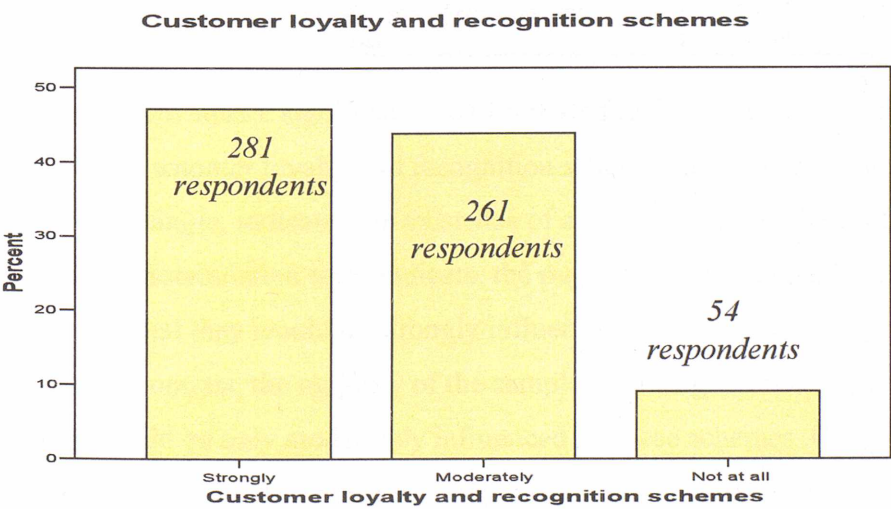 Customer loyalty and recognition schemes
50
40
30
20
10
0
Percent
281
respondents
261
respondents
54
respondents
Strongly
Moderately
Not at all
Customer loyalty and recognition schemes